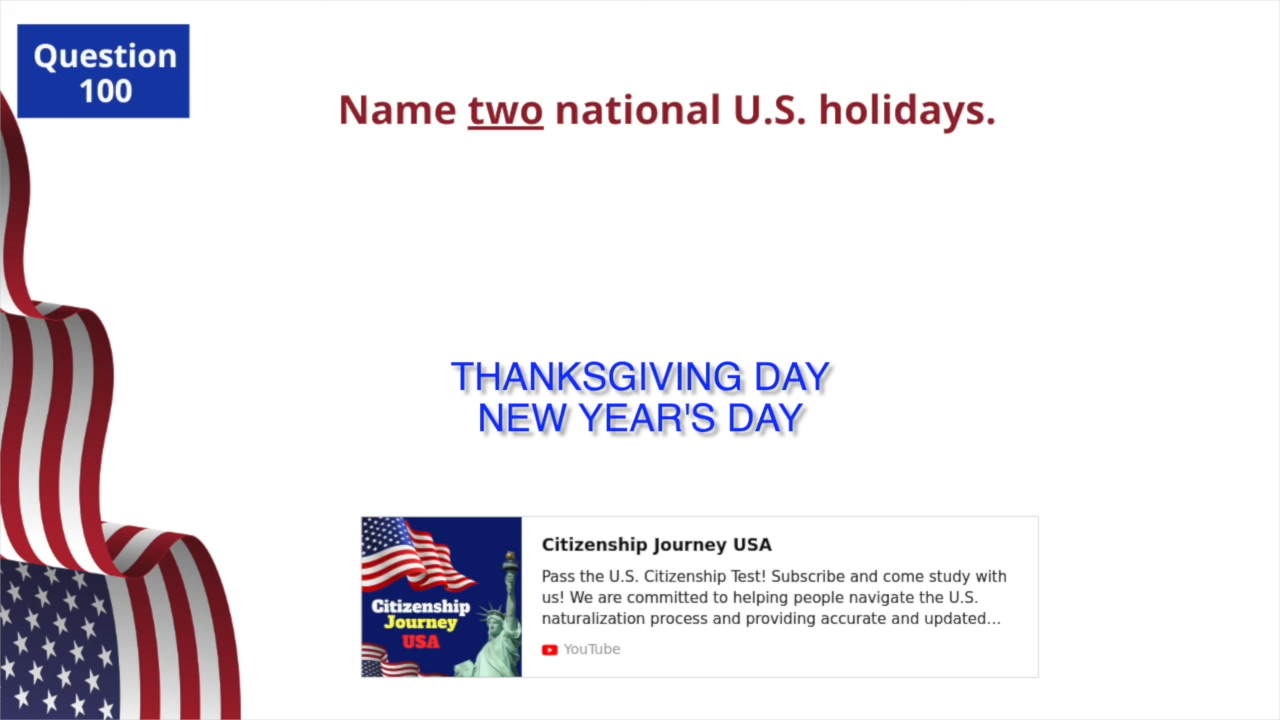 Question
100
Name two national U.S. holidays.
THANKSGIVING DAY
NEW YEAR'S DAY
Citizenship
Journey
USA
Citizenship Journey USA
Pass the U.S. Citizenship Test! Subscribe and come study with
us! We are committed to helping people navigate the U.S.
naturalization process and providing accurate and updated...
YouTube